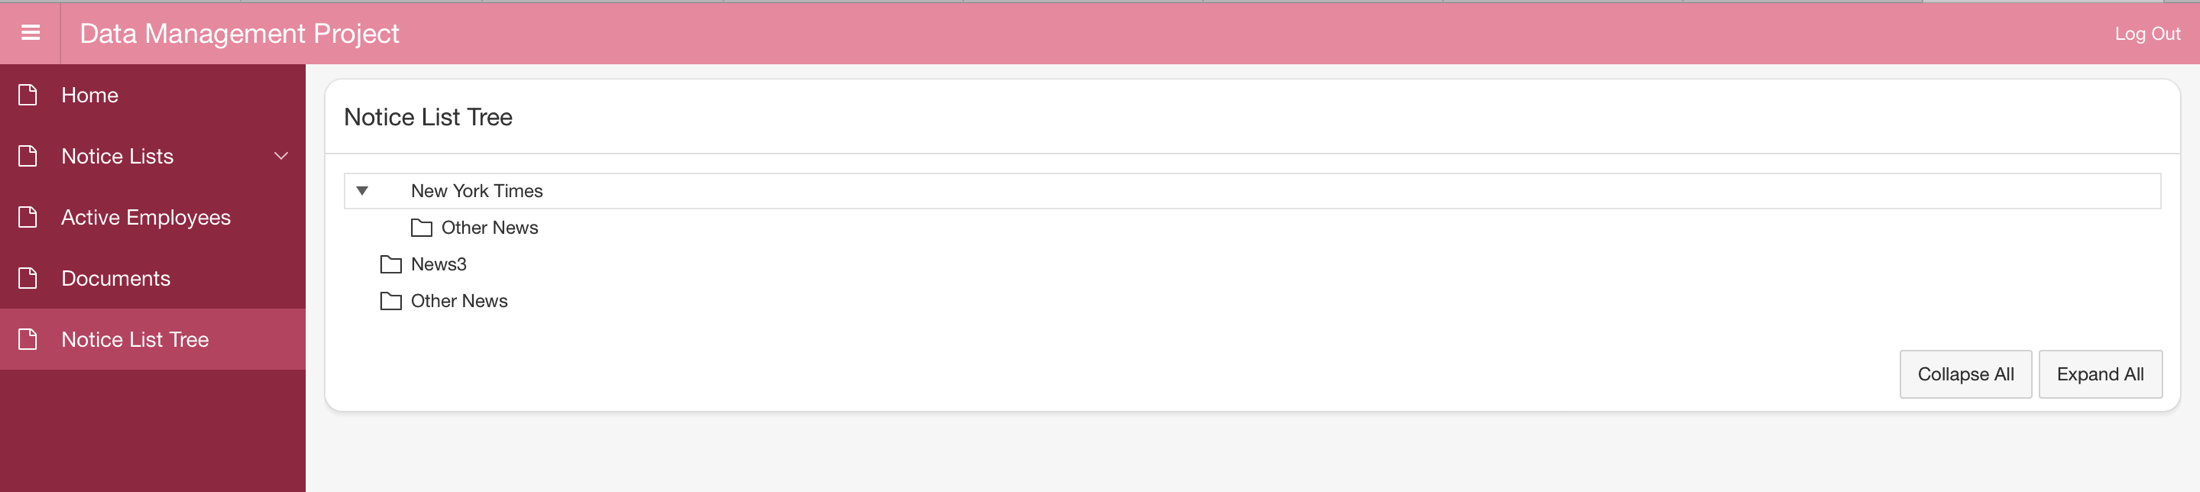 Data Management Project
Log Out
Home
Notice Lists
Active Employees
Documents
Notice List Tree
Notice List Tree
New York Times
Other News
News3
Other News
Collapse All
Expand All